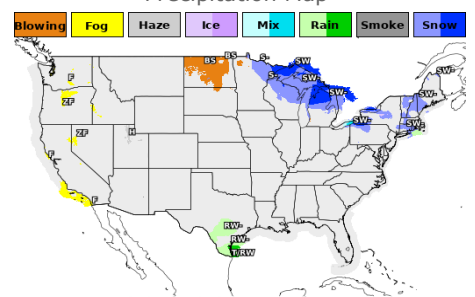 Precipitation Map
Blowing Fog Haze Ice Mix Rain Smoke Snow
BS BS S- SW SW-
F S- SW-
ZF SW- SW-
ZF H SW- SW-
F
F
RW-
RW-
T/RW